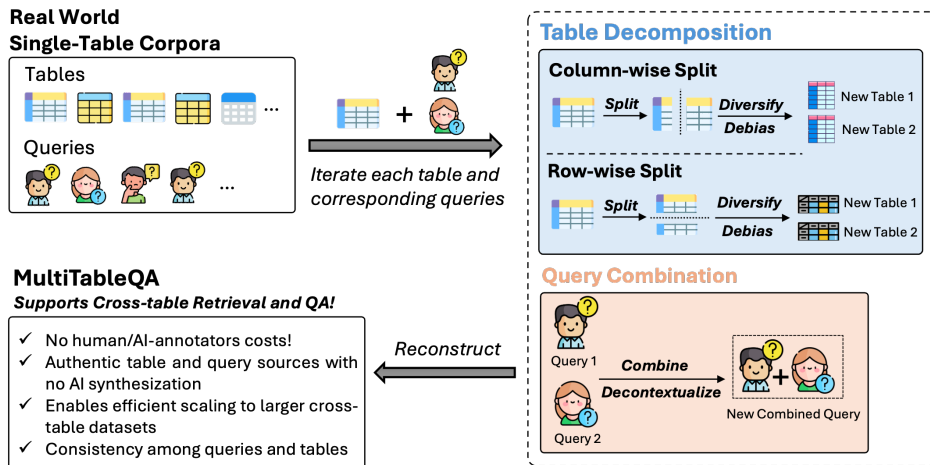 Real World
Single-Table Corpora
Tables
...
Queries
...
+
Iterate each table and
corresponding queries
Table Decomposition
Column-wise Split
Split
Diversify
Debias
New Table 1
New Table 2
Row-wise Split
Split
Diversify
Debias
New Table 1
New Table 2
Query Combination
Query 1
Query 2
Combine
Decontextualize
+
New Combined Query
Reconstruct
MultiTableQA
Supports Cross-table Retrieval and QA!
✓ No human/AI-annotators costs!
✓ Authentic table and query sources with
no AI synthesization
✓ Enables efficient scaling to larger cross-
table datasets
✓ Consistency among queries and tables